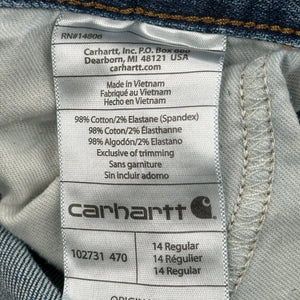 RN#14806
Carhartt, Inc. P.O. Box 600
Dearborn, MI 48121 USA
carhartt.com
Made in Vietnam
Fabriqué au Vietnam
Hecho en Vietnam
98% Cotton/2% Elastane (Spandex)
98% Coton/2% Élasthanne
98% Algodón/2% Elastano
Exclusive of trimming
Sans garniture
Sin incluir adorno
carhartt
102731 470
14 Regular
14 Régulier
14 Regular